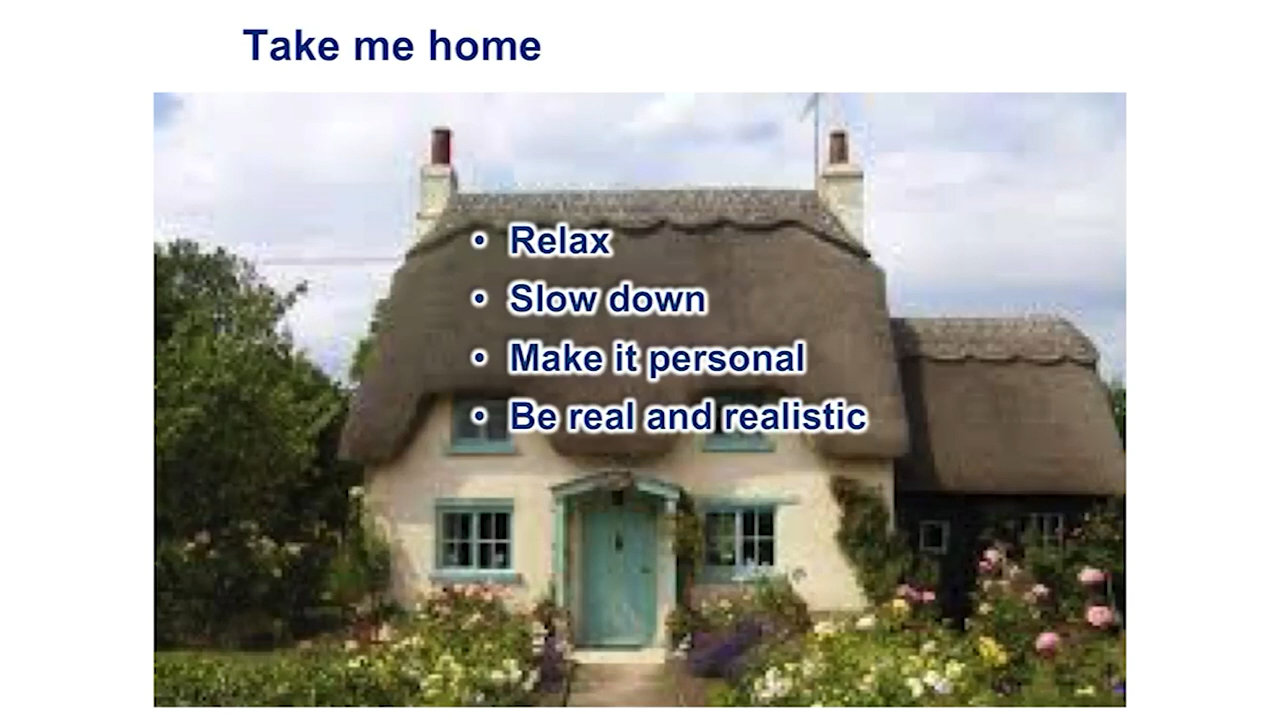 Take me home
• Relax
• Slow down
• Make it personal
• Be real and realistic